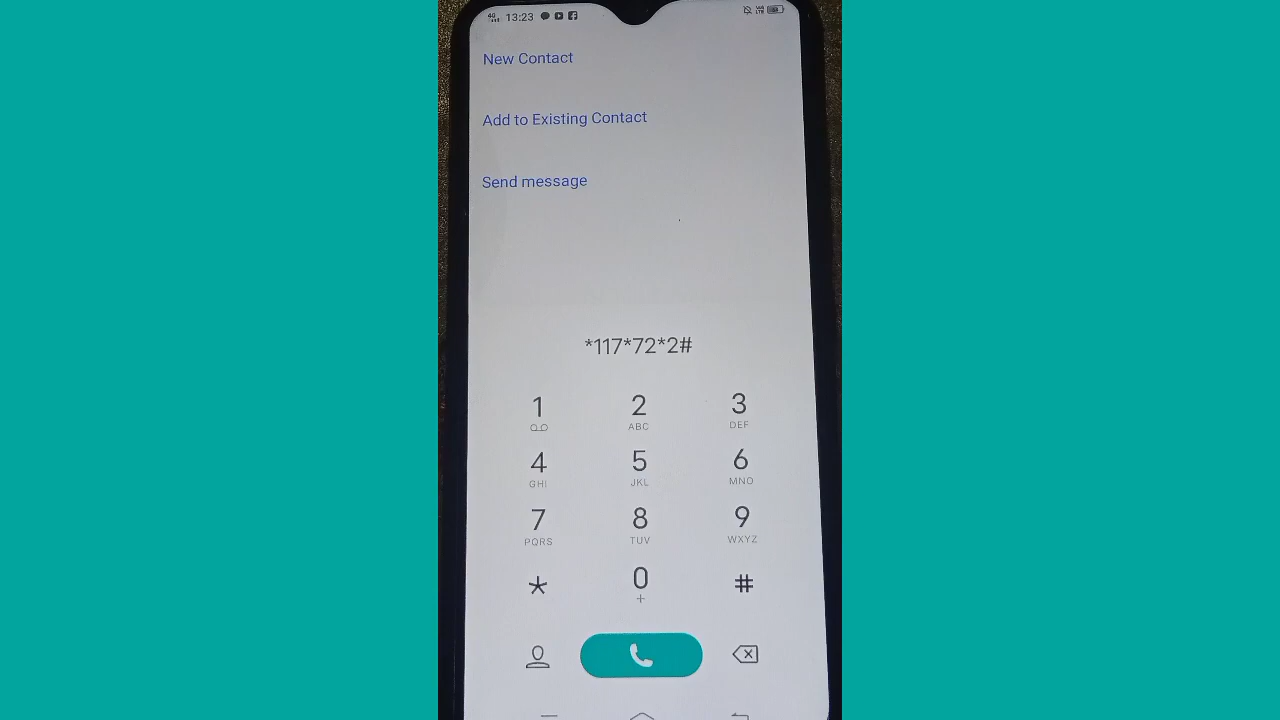 4G 13:23
New Contact
Add to Existing Contact
Send message
*117*72*2#
1 2 3
ABC DEF
4 5 6
GHI JKL MNO
7 8 9
PQRS TUV WXYZ
* 0 #
+